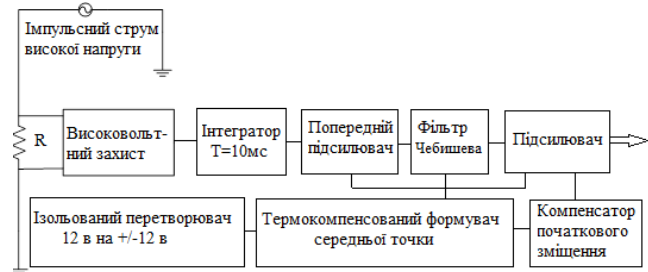 Імпульсний струм
високої напруги
R
Високовольт-
ний захист
Інтегратор
T=10мс
Попередній
підсилювач
Фільтр
Чебишева
Підсилювач
Ізольований перетворювач
12 в на +/-12 в
Термокомпенсований формувач
середньої точки
Компенсатор
початкового
зміщення